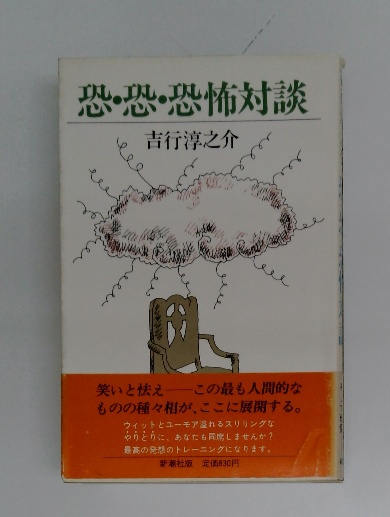 恐・恐・恐怖対談
吉行淳之介
笑いと怯え――この最も人間的な
ものの種々相が、ここに展開する。
ウィットとユーモア溢れるスリリングな
やりとりに、あなたも同席しませんか?
最高の発想のトレーニングになります。
新潮社版 定価830円